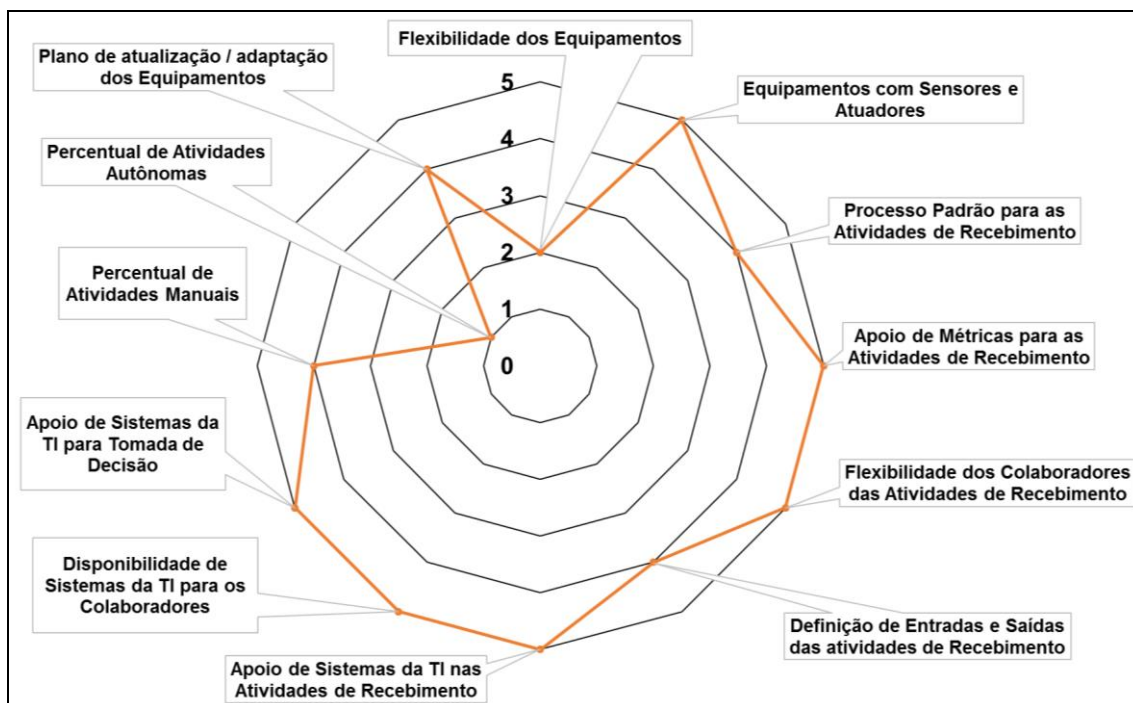 Flexibilidade dos Equipamentos
Equipamentos com Sensores e
Atuadores
Processo Padrão para as
Atividades de Recebimento
Apoio de Métricas para as
Atividades de Recebimento
Flexibilidade dos Colaboradores
das Atividades de Recebimento
Definição de Entradas e Saídas
das atividades de Recebimento
Apoio de Sistemas da TI nas
Atividades de Recebimento
Disponibilidade de
Sistemas da TI para os
Colaboradores
Apoio de Sistemas da
TI para Tomada de
Decisão
Percentual de
Atividades Manuais
Percentual de Atividades
Autônomas
Plano de atualização / adaptação
dos Equipamentos
5
4
3
2
1
0